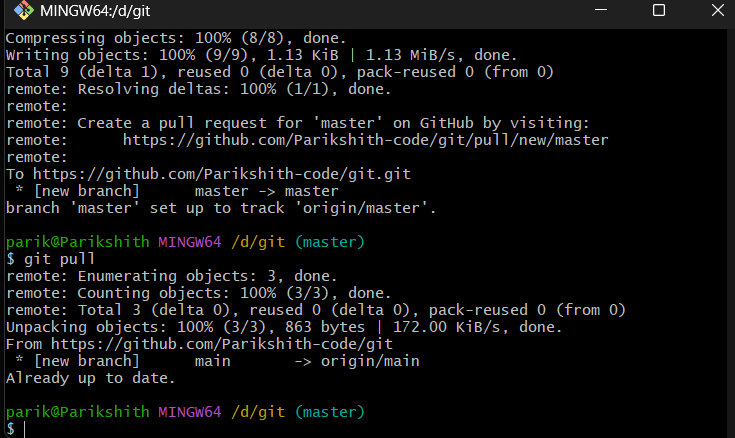 MINGW64:/d/git
Compressing objects: 100% (8/8), done.
Writing objects: 100% (9/9), 1.13 KiB | 1.13 MiB/s, done.
Total 9 (delta 1), reused 0 (delta 0), pack-reused 0 (from 0)
remote: Resolving deltas: 100% (1/1), done.
remote:
remote: Create a pull request for 'master' on GitHub by visiting:
remote:      https://github.com/Parikshith-code/git/pull/new/master
remote:
To https://github.com/Parikshith-code/git.git
 * [new branch]      master -> master
branch 'master' set up to track 'origin/master'.

parik@Parikshith MINGW64 /d/git (master)
$ git pull
remote: Enumerating objects: 3, done.
remote: Counting objects: 100% (3/3), done.
remote: Total 3 (delta 0), reused 0 (delta 0), pack-reused 0 (from 0)
Unpacking objects: 100% (3/3), 863 bytes | 172.00 KiB/s, done.
From https://github.com/Parikshith-code/git
 * [new branch]      main       -> origin/main
Already up to date.

parik@Parikshith MINGW64 /d/git (master)
$